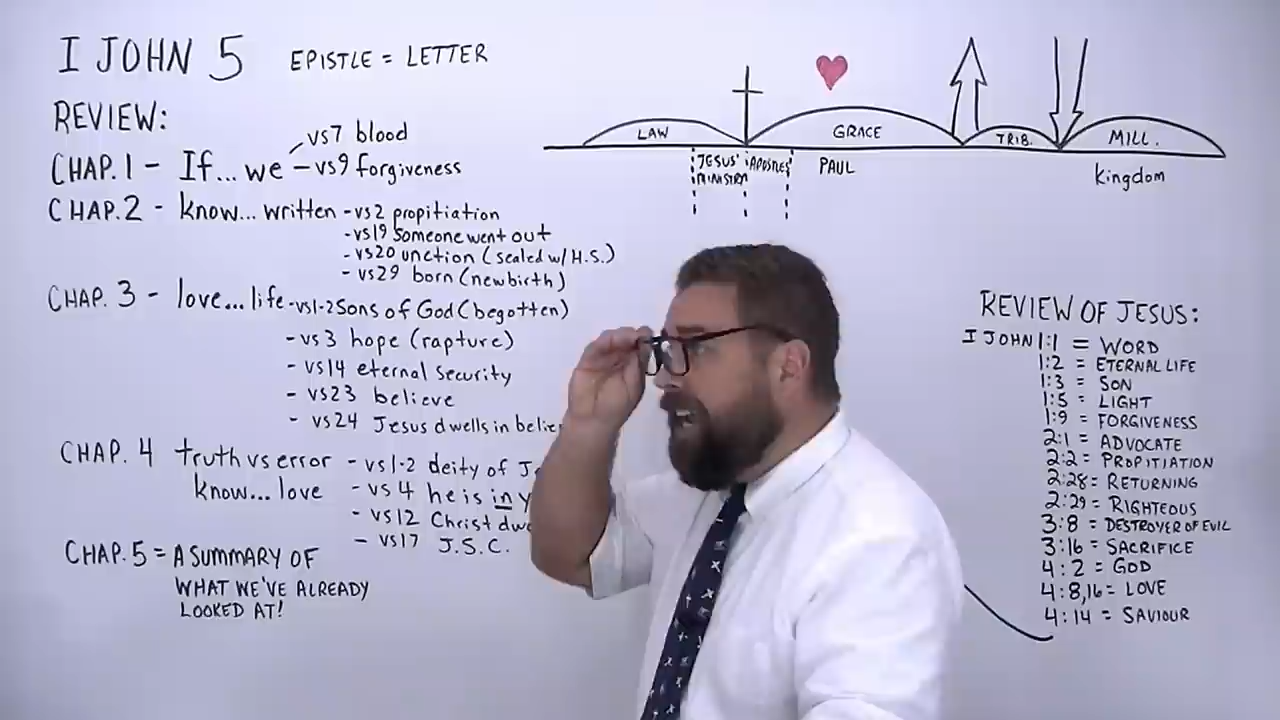 I JOHN 5 EPISTLE = LETTER
REVIEW:
CHAP. 1 - If... we - vs7 blood
- vs9 forgiveness
CHAP. 2 - know... written - vs2 propitiation
- vs19 Someone went out
- vs20 unction (sealed w/ H.S.)
- vs29 born (new birth)
CHAP. 3 - love... life - vs1-2 Sons of God (begotten)
- vs3 hope (rapture)
- vs14 eternal security
- vs23 believe
- vs24 Jesus dwells in
CHAP. 4 truth vs error - vs1-2 deity of
know... love - vs4 he is in
- vs12 Christ
- vs17 J.S.C.
CHAP. 5 = A SUMMARY OF
WHAT WE'VE ALREADY
LOOKED AT!
LAW GRACE TRIB. MILL.
JESUS' MINISTRY APOSTLES PAUL kingdom
REVIEW OF JESUS:
I JOHN 1:1 = WORD
1:2 = ETERNAL LIFE
1:3 = SON
1:5 = LIGHT
1:9 = FORGIVENESS
2:1 = ADVOCATE
2:2 = PROPITIATION
2:28 = RETURNING
2:29 = RIGHTEOUS
3:8 = DESTROYER OF EVIL
3:16 = SACRIFICE
4:2 = GOD
4:8,16 = LOVE
4:14 = SAVIOUR